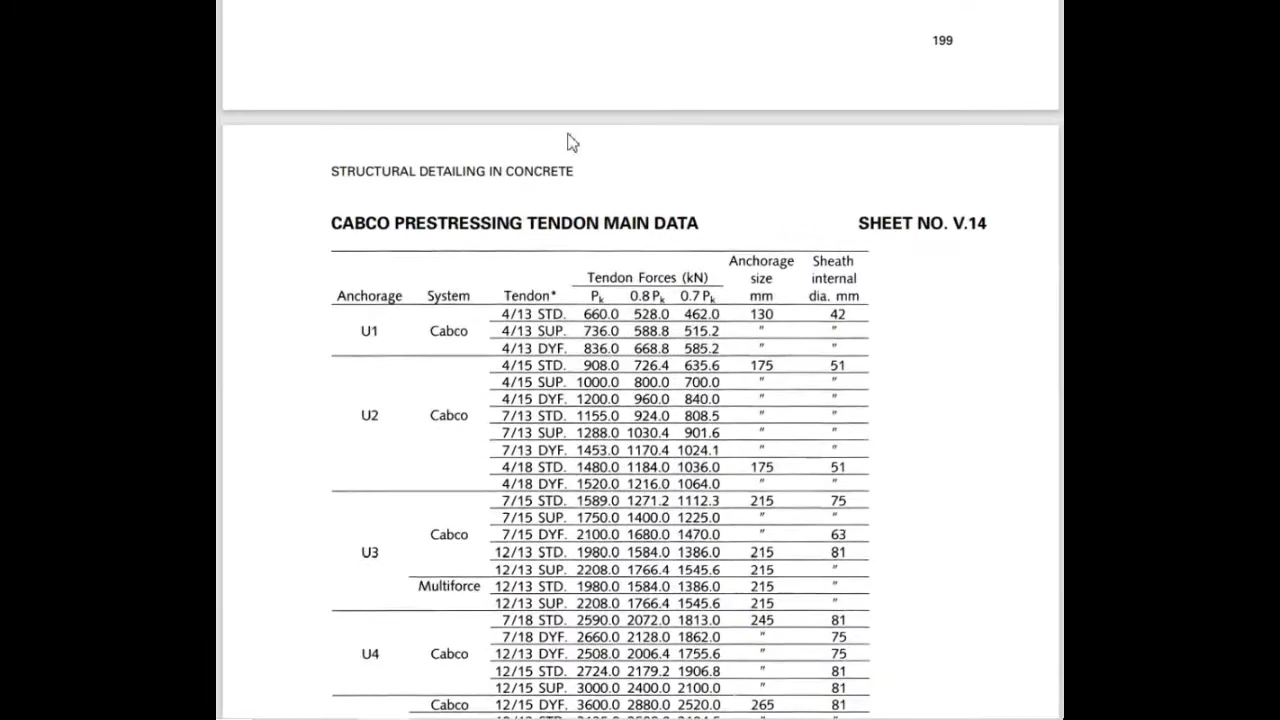 199
STRUCTURAL DETAILING IN CONCRETE
CABCO PRESTRESSING TENDON MAIN DATA SHEET NO. V.14
Anchorage Sheath
Tendon Forces (kN) size internal
Anchorage System Tendon* Pk 0.8 Pk 0.7 Pk mm dia. mm
4/13 STD. 660.0 528.0 462.0 130 42
U1 Cabco 4/13 SUP. 736.0 588.8 515.2 " "
4/13 DYF. 836.0 668.8 585.2 " "
4/15 STD. 908.0 726.4 635.6 175 51
4/15 SUP. 1000.0 800.0 700.0 " "
4/15 DYF. 1200.0 960.0 840.0 " "
U2 Cabco 7/13 STD. 1155.0 924.0 808.5 " "
7/13 SUP. 1288.0 1030.4 901.6 " "
7/13 DYF. 1453.0 1170.4 1024.1 " "
4/18 STD. 1480.0 1184.0 1036.0 175 51
4/18 DYF. 1520.0 1216.0 1064.0 " "
7/15 STD. 1589.0 1271.2 1112.3 215 75
7/15 SUP. 1750.0 1400.0 1225.0 " "
Cabco 7/15 DYF. 2100.0 1680.0 1470.0 " 63
U3 12/13 STD. 1980.0 1584.0 1386.0 215 81
12/13 SUP. 2208.0 1766.4 1545.6 215 "
Multiforce 12/13 STD. 1980.0 1584.0 1386.0 215 "
12/13 SUP. 2208.0 1766.4 1545.6 215 "
7/18 STD. 2590.0 2072.0 1813.0 245 81
7/18 DYF. 2660.0 2128.0 1862.0 " 75
U4 Cabco 12/13 DYF. 2508.0 2006.4 1755.6 " 75
12/15 STD. 2724.0 2179.2 1906.8 " 81
12/15 SUP. 3000.0 2400.0 2100.0 " 81
Cabco 12/15 DYF. 3600.0 2880.0 2520.0 265 81